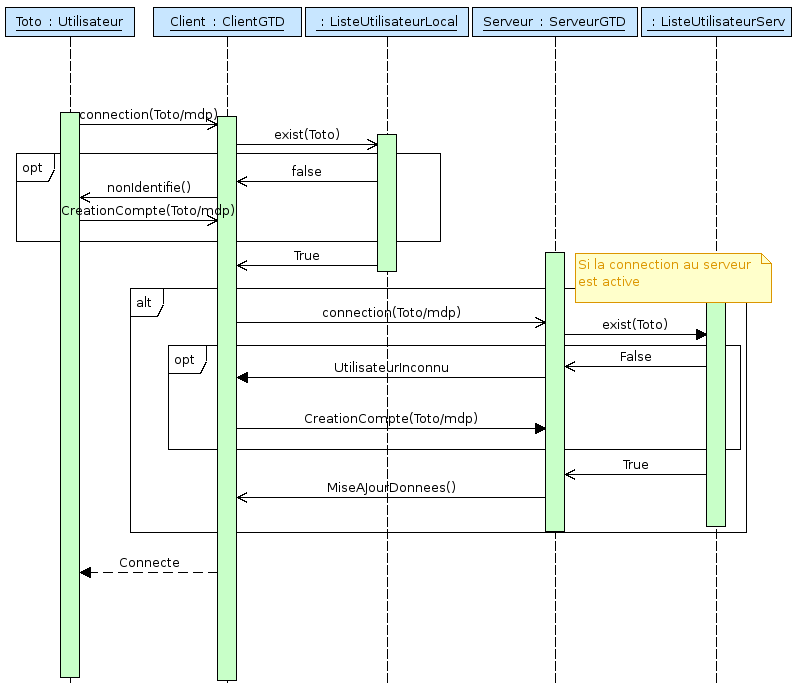 Toto : Utilisateur
Client : ClientGTD
: ListeUtilisateurLocal
Serveur : ServeurGTD
: ListeUtilisateurServ
connection(Toto/mdp)
exist(Toto)
opt
false
nonIdentifie()
CreationCompte(Toto/mdp)
True
Si la connection au serveur
est active
alt
connection(Toto/mdp)
exist(Toto)
opt
False
UtilisateurInconnu
CreationCompte(Toto/mdp)
True
MiseAJourDonnees()
Connecte